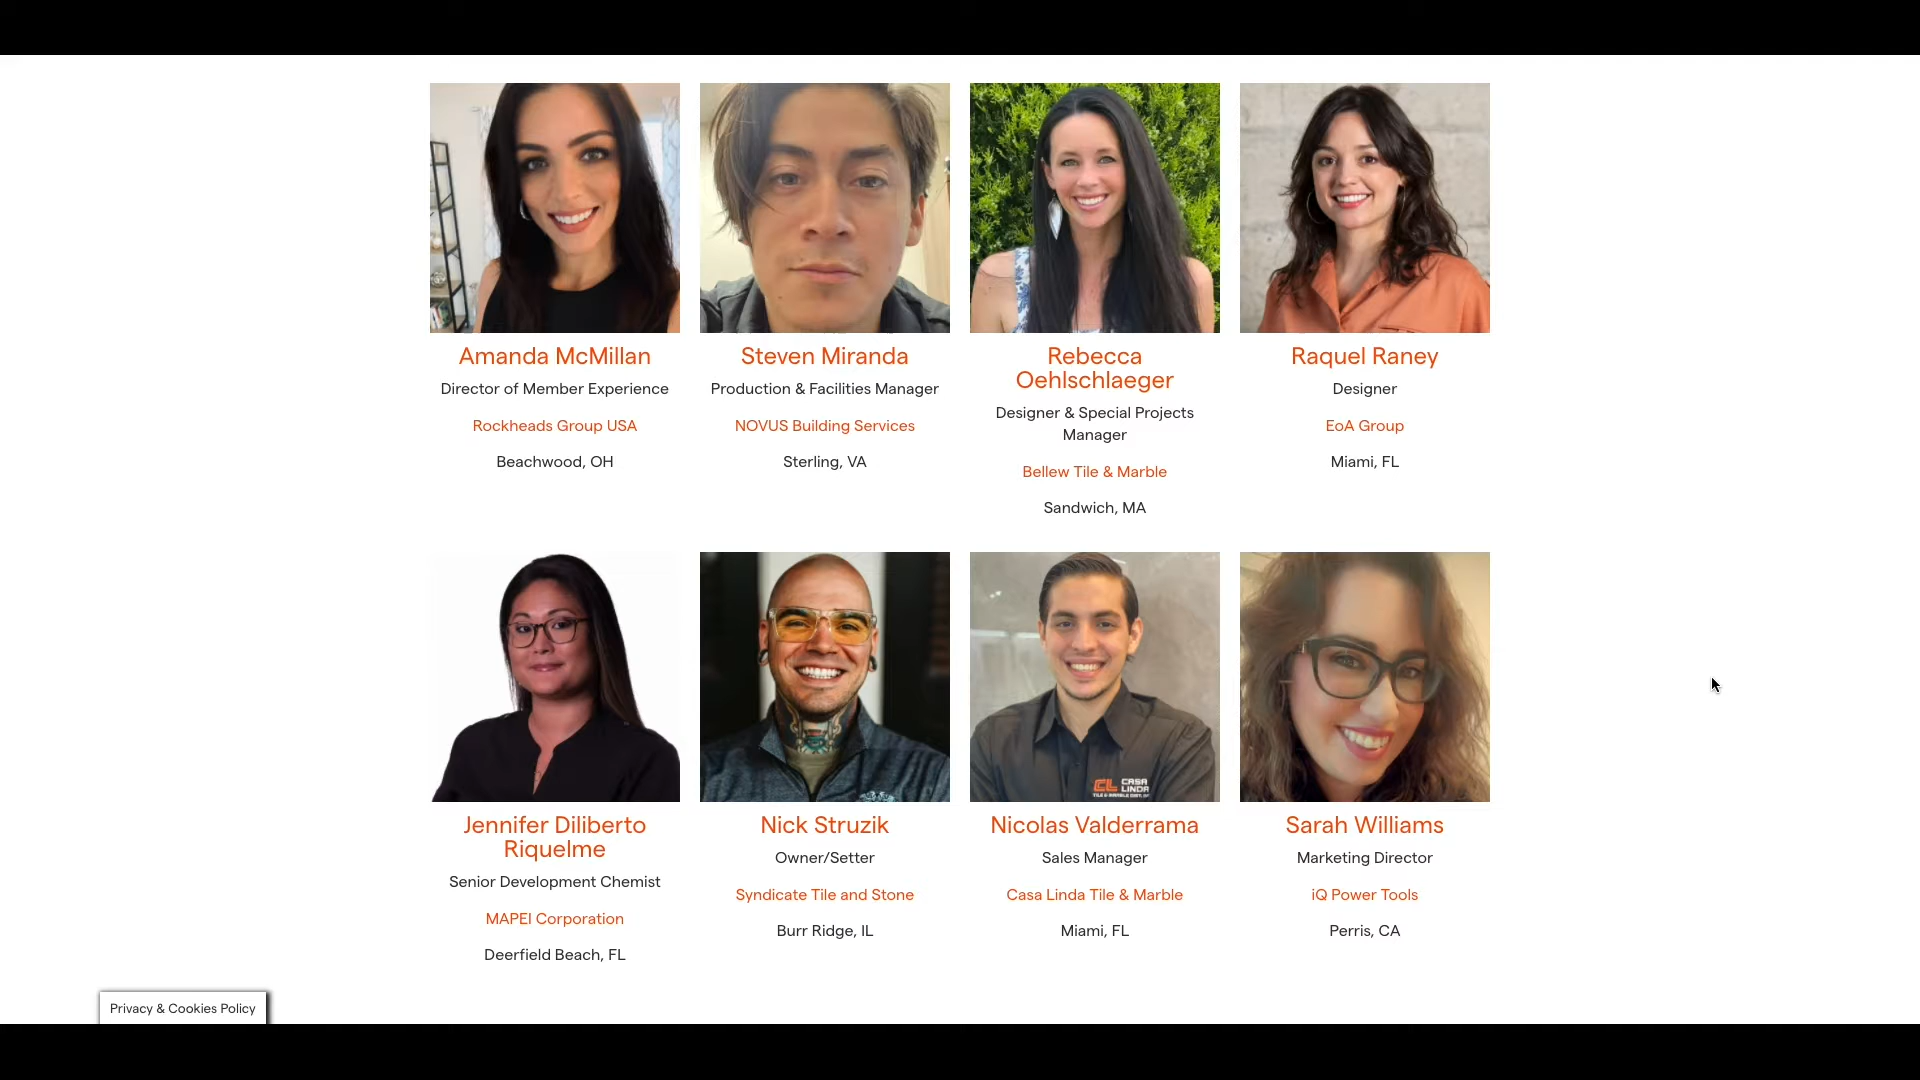 Amanda McMillan
Director of Member Experience
Rockheads Group USA
Beachwood, OH
Steven Miranda
Production & Facilities Manager
NOVUS Building Services
Sterling, VA
Rebecca
Oehlschlaeger
Designer & Special Projects
Manager
Bellew Tile & Marble
Sandwich, MA
Raquel Raney
Designer
EoA Group
Miami, FL
CL CASA
LINDA
Jennifer Diliberto
Riquelme
Senior Development Chemist
MAPEI Corporation
Deerfield Beach, FL
Nick Struzik
Owner/Setter
Syndicate Tile and Stone
Burr Ridge, IL
Nicolas Valderrama
Sales Manager
Casa Linda Tile & Marble
Miami, FL
Sarah Williams
Marketing Director
iQ Power Tools
Perris, CA
Privacy & Cookies Policy